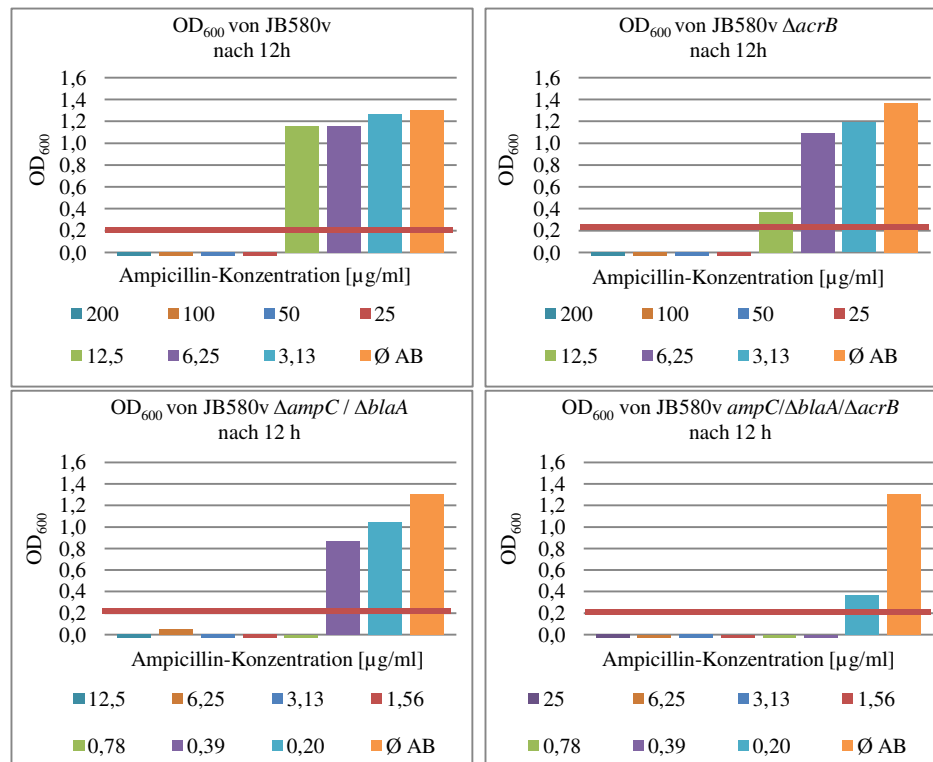 OD600 von JB580v
nach 12h
1,6
1,4
1,2
1,0
0,8
0,6
0,4
0,2
0,0
OD600
Ampicillin-Konzentration [µg/ml]
200 100 50 25
12,5 6,25 3,13 Ø AB
OD600 von JB580v ΔacrB
nach 12h
1,6
1,4
1,2
1,0
0,8
0,6
0,4
0,2
0,0
OD600
Ampicillin-Konzentration [µg/ml]
200 100 50 25
12,5 6,25 3,13 Ø AB
OD600 von JB580v ΔampC / ΔblaA
nach 12 h
1,6
1,4
1,2
1,0
0,8
0,6
0,4
0,2
0,0
OD600
Ampicillin-Konzentration [µg/ml]
12,5 6,25 3,13 1,56
0,78 0,39 0,20 Ø AB
OD600 von JB580v ampC/ΔblaA/ΔacrB
nach 12 h
1,6
1,4
1,2
1,0
0,8
0,6
0,4
0,2
0,0
OD600
Ampicillin-Konzentration [µg/ml]
25 6,25 3,13 1,56
0,78 0,39 0,20 Ø AB